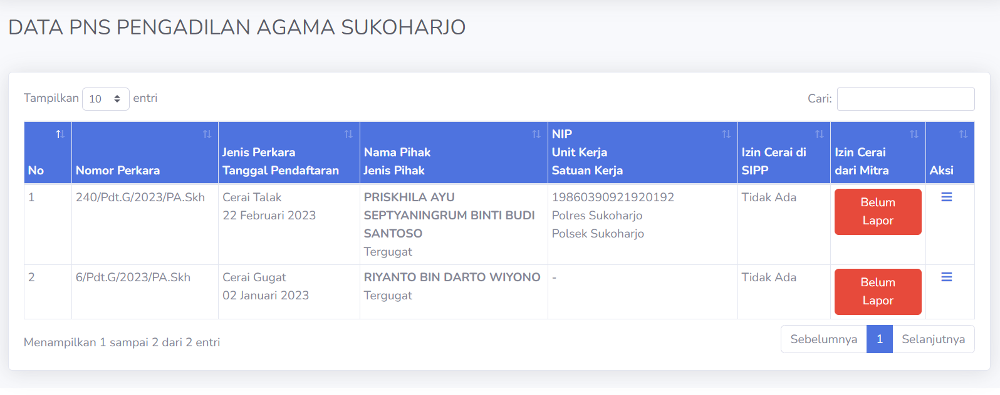 DATA PNS PENGADILAN AGAMA SUKOHARJO
Tampilkan 10 entri
Cari:
No
Nomor Perkara
Jenis Perkara
Tanggal Pendaftaran
Nama Pihak
Jenis Pihak
NIP
Unit Kerja
Satuan Kerja
Izin Cerai di
SIPP
Izin Cerai
dari Mitra
Aksi
1
240/Pdt.G/2023/PA.Skh
Cerai Talak
22 Februari 2023
PRISKHILA AYU
SEPTYANINGRUM BINTI BUDI
SANTOSO
Tergugat
19860390921920192
Polres Sukoharjo
Polsek Sukoharjo
Tidak Ada
Belum
Lapor
2
6/Pdt.G/2023/PA.Skh
Cerai Gugat
02 Januari 2023
RIYANTO BIN DARTO WIYONO
Tergugat
-
Tidak Ada
Belum
Lapor
Menampilkan 1 sampai 2 dari 2 entri
Sebelumnya 1 Selanjutnya